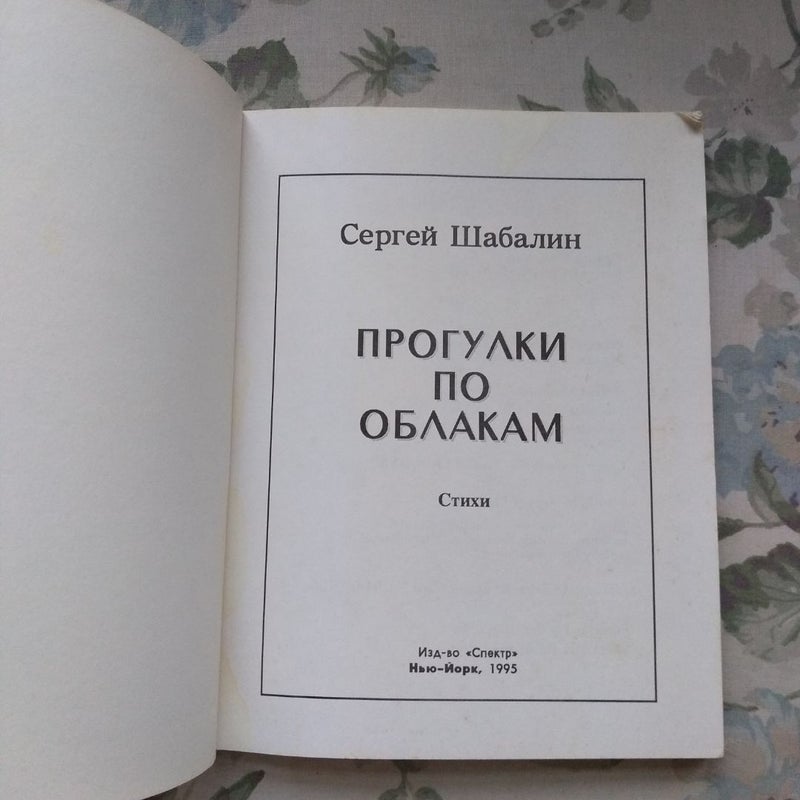 Сергей Шабалин
ПРОГУЛКИ
ПО
ОБЛАКАМ
Стихи
Изд-во «Спектр»
Нью-Йорк, 1995